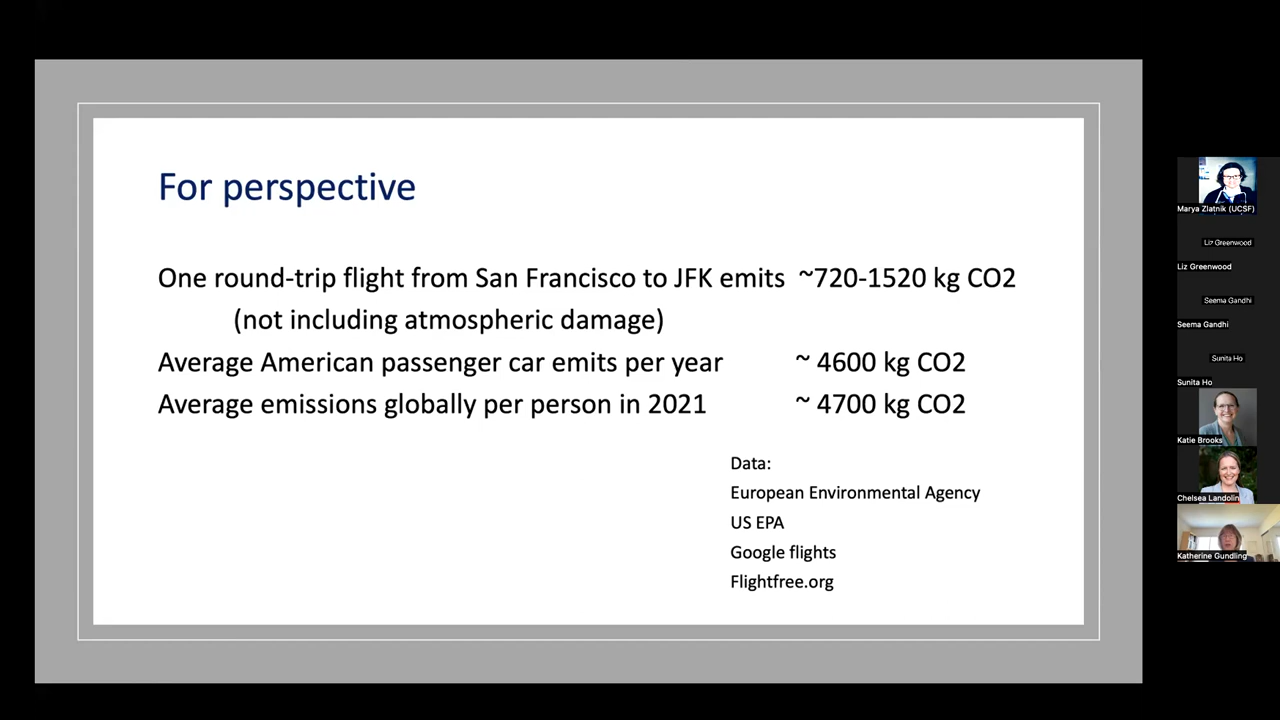 For perspective
One round-trip flight from San Francisco to JFK emits ~720-1520 kg CO2
(not including atmospheric damage)
Average American passenger car emits per year ~ 4600 kg CO2
Average emissions globally per person in 2021 ~ 4700 kg CO2
Data:
European Environmental Agency
US EPA
Google flights
Flightfree.org
Marya Zlatnik (UCSF)
Liz Greenwood
Liz Greenwood
Seema Gandhi
Seema Gandhi
Sunita Ho
Sunita Ho
Katie Brooks
Chelsea Landolin
Katherine Gundling